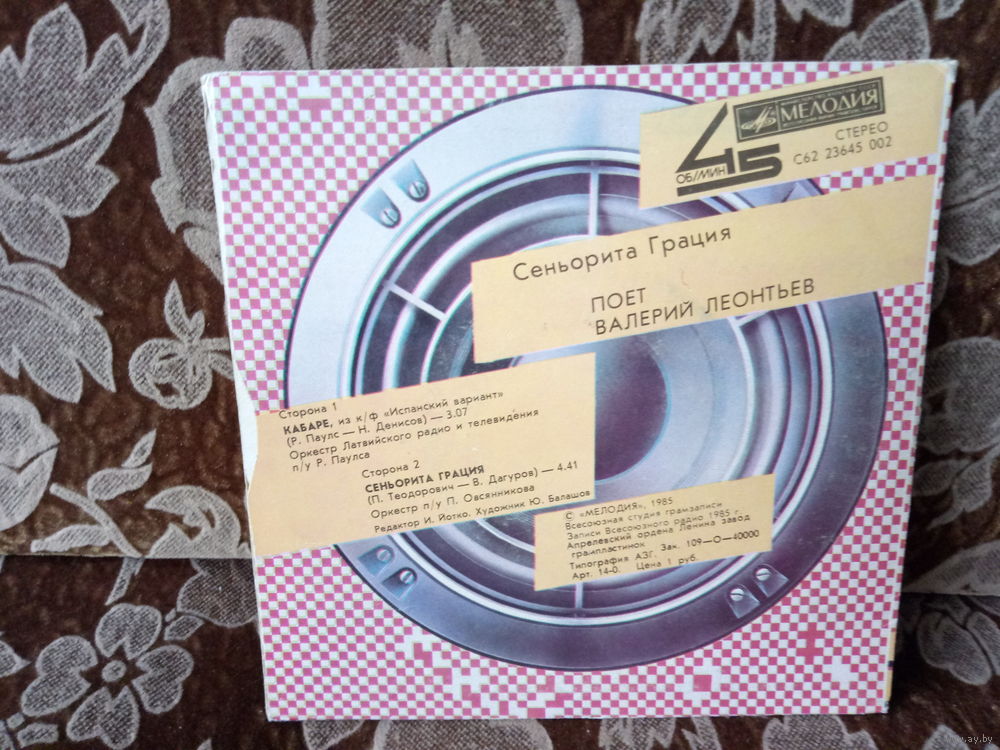 МЕЛОДИЯ
45
ОБ/МИН
СТЕРЕО
С62 23645 002
Сеньорита Грация
ПОЕТ
ВАЛЕРИЙ ЛЕОНТЬЕВ
Сторона 1
КАБАРЕ, из к/ф «Испанский вариант»
(Р. Паулс — Н. Денисов) — 3.07
Оркестр Латвийского радио и телевидения
п/у Р. Паулса
Сторона 2
СЕНЬОРИТА ГРАЦИЯ
(П. Теодорович — В. Дагуров) — 4.41
Оркестр п/у П. Овсянникова
Редактор И. Йотко. Художник Ю. Балашов
С «МЕЛОДИЯ», 1985
Всесоюзная студия грамзаписи
Записи Всесоюзного радио 1985 г.
Апрелевский ордена Ленина завод
грампластинок
Типография АЗГ. Зак. 109—О—40000
Арт. 14-0. Цена 1 руб.
www.ay.by